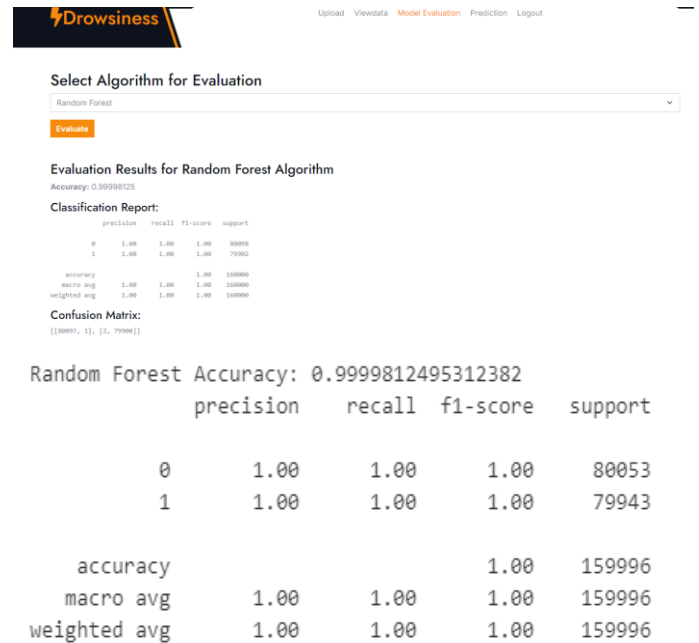 Drowsiness
Upload Viewdata Model Evaluation Prediction Logout
Select Algorithm for Evaluation
Random Forest
Evaluate
Evaluation Results for Random Forest Algorithm
Accuracy: 0.99998125
Classification Report:
precision recall f1-score support
0 1.00 1.00 1.00 80098
1 1.00 1.00 1.00 79902
accuracy 1.00 160000
macro avg 1.00 1.00 1.00 160000
weighted avg 1.00 1.00 1.00 160000
Confusion Matrix:
[[80097, 1], [2, 79900]]
Random Forest Accuracy: 0.9999812495312382
precision recall f1-score support
0 1.00 1.00 1.00 80053
1 1.00 1.00 1.00 79943
accuracy 1.00 159996
macro avg 1.00 1.00 1.00 159996
weighted avg 1.00 1.00 1.00 159996